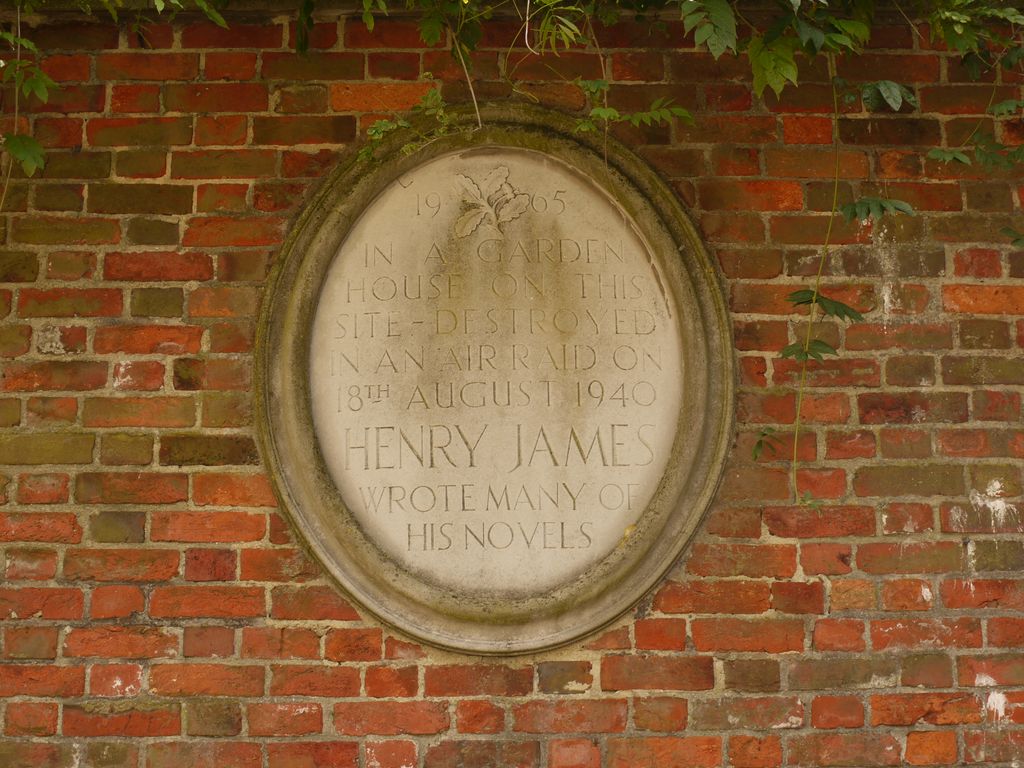 19 65
IN A GARDEN
HOUSE ON THIS
SITE - DESTROYED
IN AN AIR RAID ON
18TH AUGUST 1940
HENRY JAMES
WROTE MANY OF
HIS NOVELS